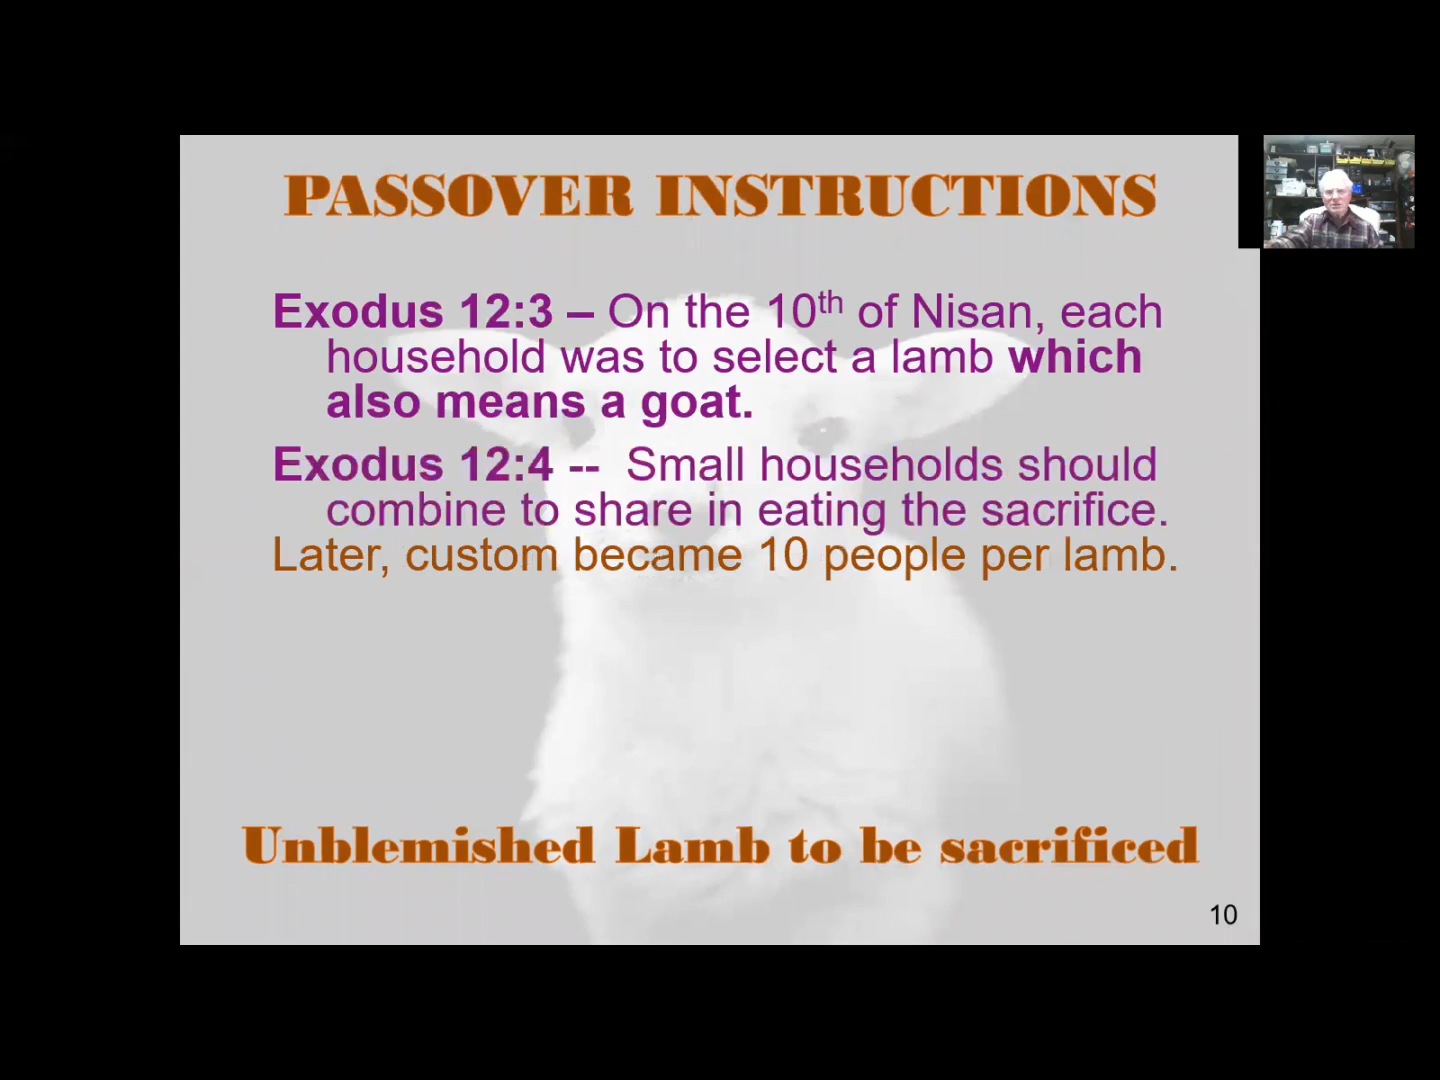 PASSOVER INSTRUCTIONS
Exodus 12:3 – On the 10th of Nisan, each
household was to select a lamb which
also means a goat.
Exodus 12:4 -- Small households should
combine to share in eating the sacrifice.
Later, custom became 10 people per lamb.
Unblemished Lamb to be sacrificed
10